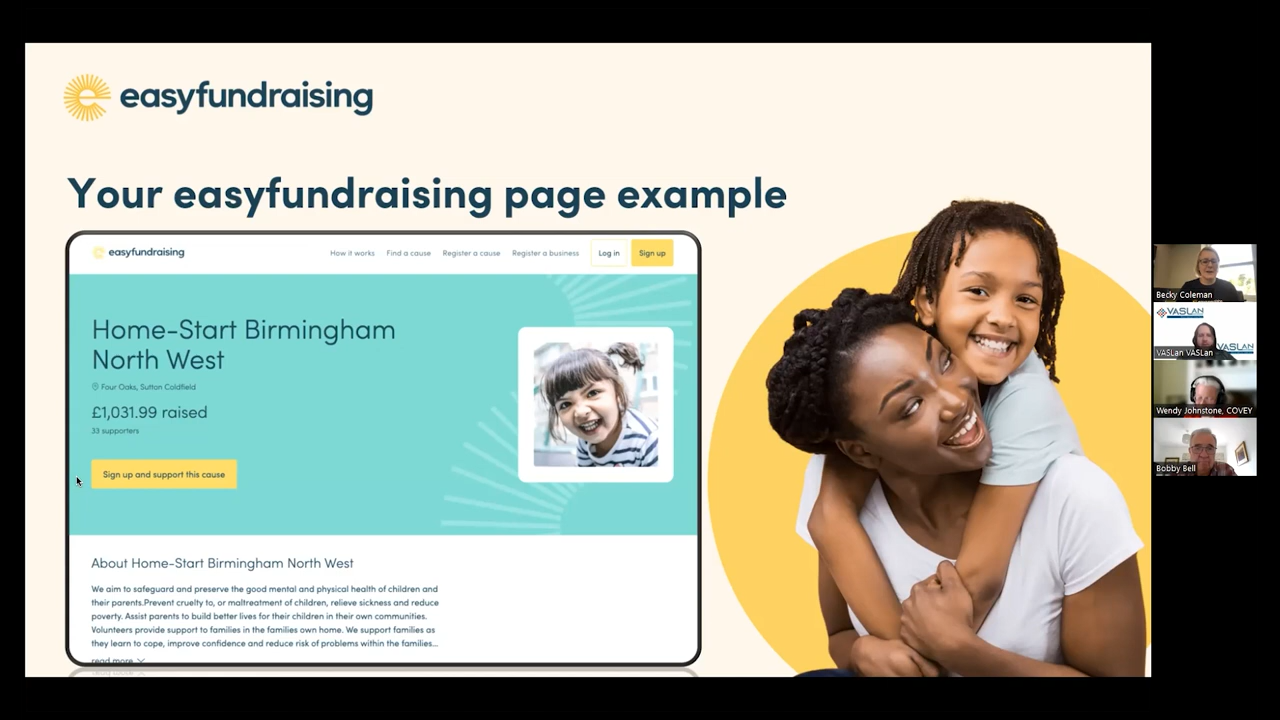 easyfundraising
Your easyfundraising page example
easyfundraising
How it works Find a cause Register a cause Register a business Log in Sign up
Home-Start Birmingham
North West
Four Oaks, Sutton Coldfield
£1,031.99 raised
33 supporters
Sign up and support this cause
About Home-Start Birmingham North West
We aim to safeguard and preserve the good mental and physical health of children and
their parents.Prevent cruelty to, or maltreatment of children, relieve sickness and reduce
poverty. Assist parents to build better lives for their children in their own communities.
Volunteers provide support to families in the families own home. We support families as
they learn to cope, improve confidence and reduce risk of problems within the families...
read more
Becky Coleman
VASLAN
VASLAN
VASLan VASLan
Wendy Johnstone, COVEY
Bobby Bell